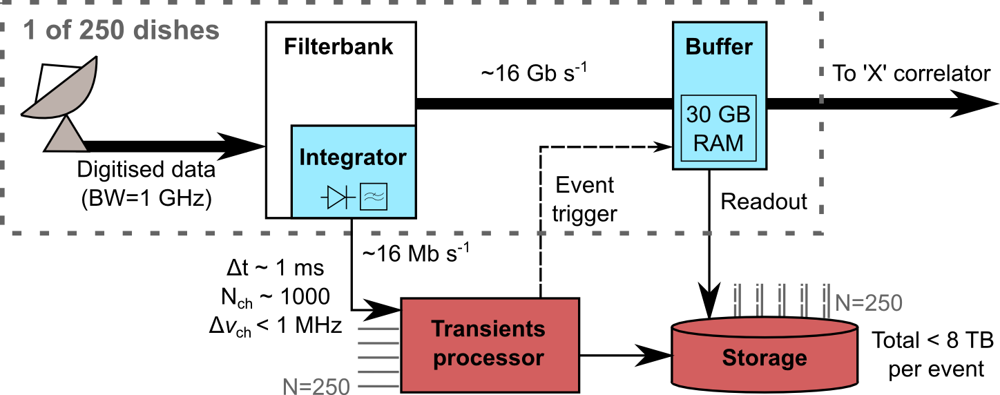 1 of 250 dishes
Filterbank
Buffer
~16 Gb s⁻¹
To 'X' correlator
30 GB
RAM
Integrator
Digitised data
(BW=1 GHz)
Event
trigger
Readout
~16 Mb s⁻¹
Δt ~ 1 ms
N_ch ~ 1000
Δν_ch < 1 MHz
N=250
Transients
processor
N=250
Storage
Total < 8 TB
per event